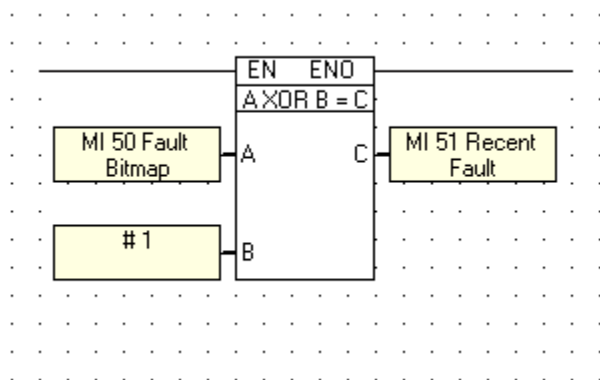 EN ENO
A XOR B = C
MI 50 Fault
Bitmap
A
C
MI 51 Recent
Fault
# 1
B